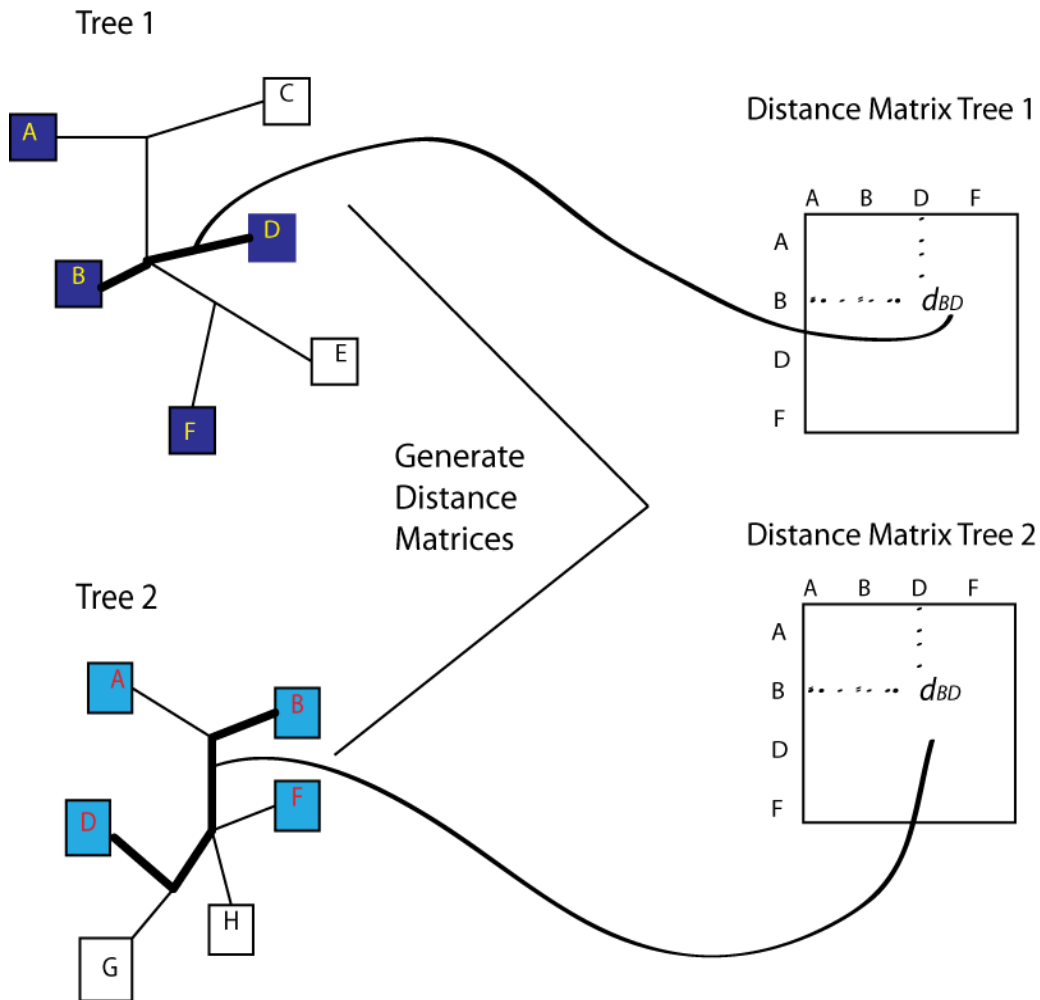 Tree 1
C
A
D
B
E
F
Distance Matrix Tree 1
A B D F
A
B dBD
D
F
Generate
Distance
Matrices
Tree 2
A
B
F
D
H
G
Distance Matrix Tree 2
A B D F
A
B dBD
D
F